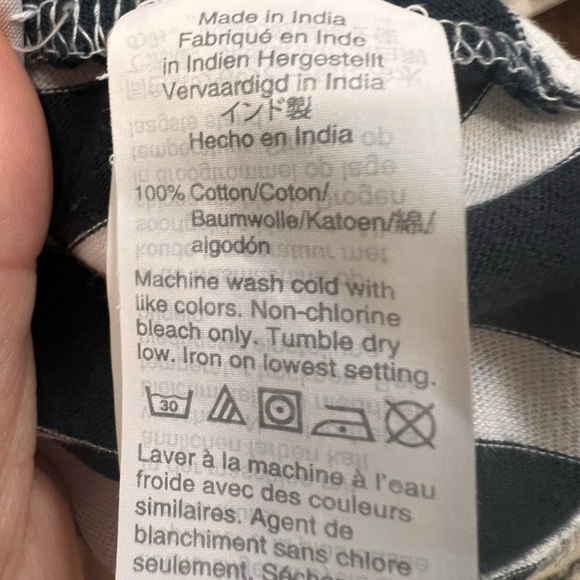 Made in India
Fabriqué en Inde
in Indien Hergestellt
Vervaardigd in India
インド製
Hecho en India
100% Cotton/Coton/
Baumwolle/Katoen/綿/
algodón
Machine wash cold with
like colors. Non-chlorine
bleach only. Tumble dry
low. Iron on lowest setting.
30
Laver à la machine à l'eau
froide avec des couleurs
similaires. Agent de
blanchiment sans chlore
seulement.